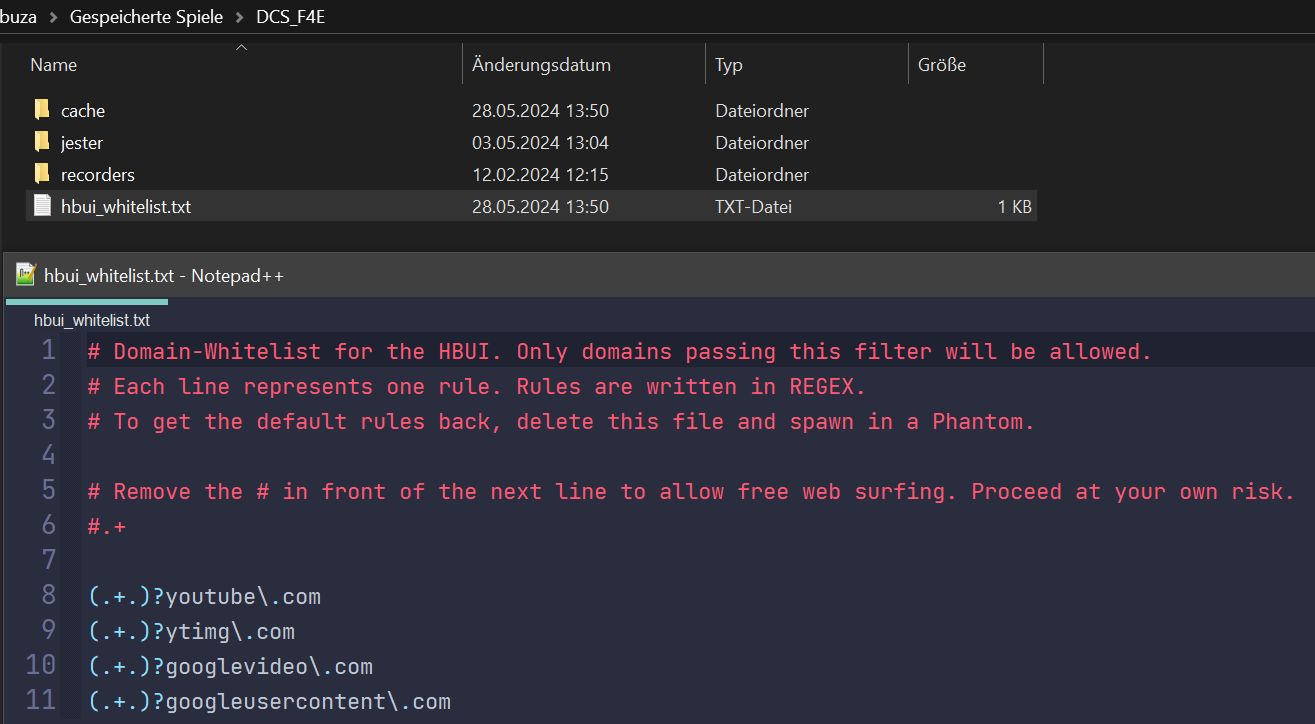 buza > Gespeicherte Spiele > DCS_F4E
Name Änderungsdatum Typ Größe
cache 28.05.2024 13:50 Dateiordner
jester 03.05.2024 13:04 Dateiordner
recorders 12.02.2024 12:15 Dateiordner
hbui_whitelist.txt 28.05.2024 13:50 TXT-Datei 1 KB
hbui_whitelist.txt - Notepad++
hbui_whitelist.txt
1 # Domain-Whitelist for the HBUI. Only domains passing this filter will be allowed.
2 # Each line represents one rule. Rules are written in REGEX.
3 # To get the default rules back, delete this file and spawn in a Phantom.
4
5 # Remove the # in front of the next line to allow free web surfing. Proceed at your own risk.
6 #.+
7
8 (.+.)?youtube\.com
9 (.+.)?ytimg\.com
10 (.+.)?googlevideo\.com
11 (.+.)?googleusercontent\.com